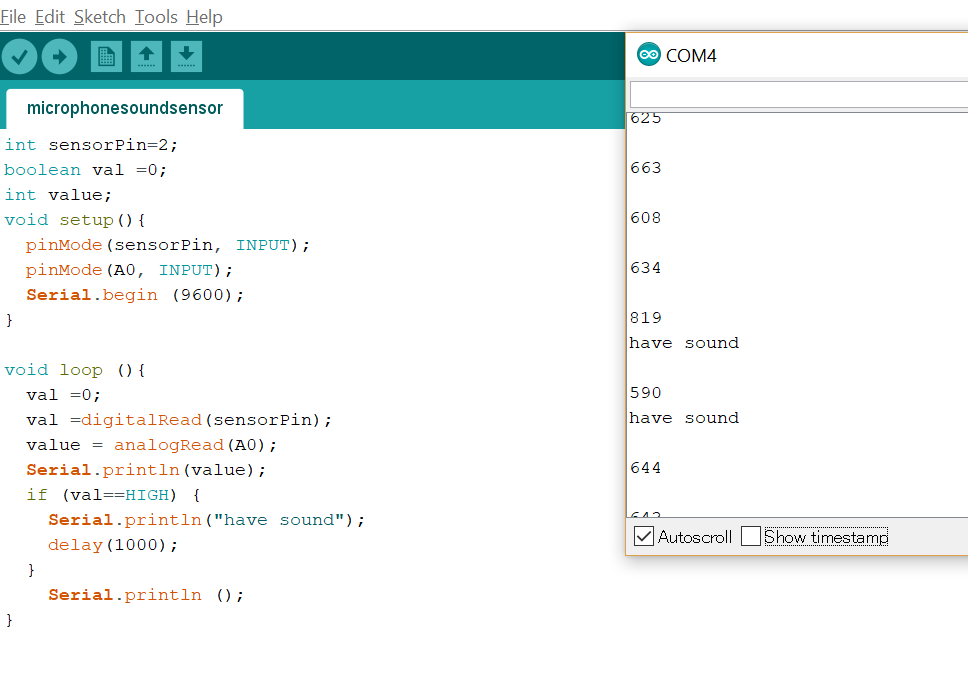 File Edit Sketch Tools Help
microphonesoundsensor
int sensorPin=2;
boolean val =0;
int value;
void setup(){
  pinMode(sensorPin, INPUT);
  pinMode(A0, INPUT);
  Serial.begin (9600);
}
void loop (){
  val =0;
  val =digitalRead(sensorPin);
  value = analogRead(A0);
  Serial.println(value);
  if (val==HIGH) {
    Serial.println("have sound");
    delay(1000);
  }
    Serial.println ();
}
COM4
625
663
608
634
819
have sound
590
have sound
644
Autoscroll Show timestamp